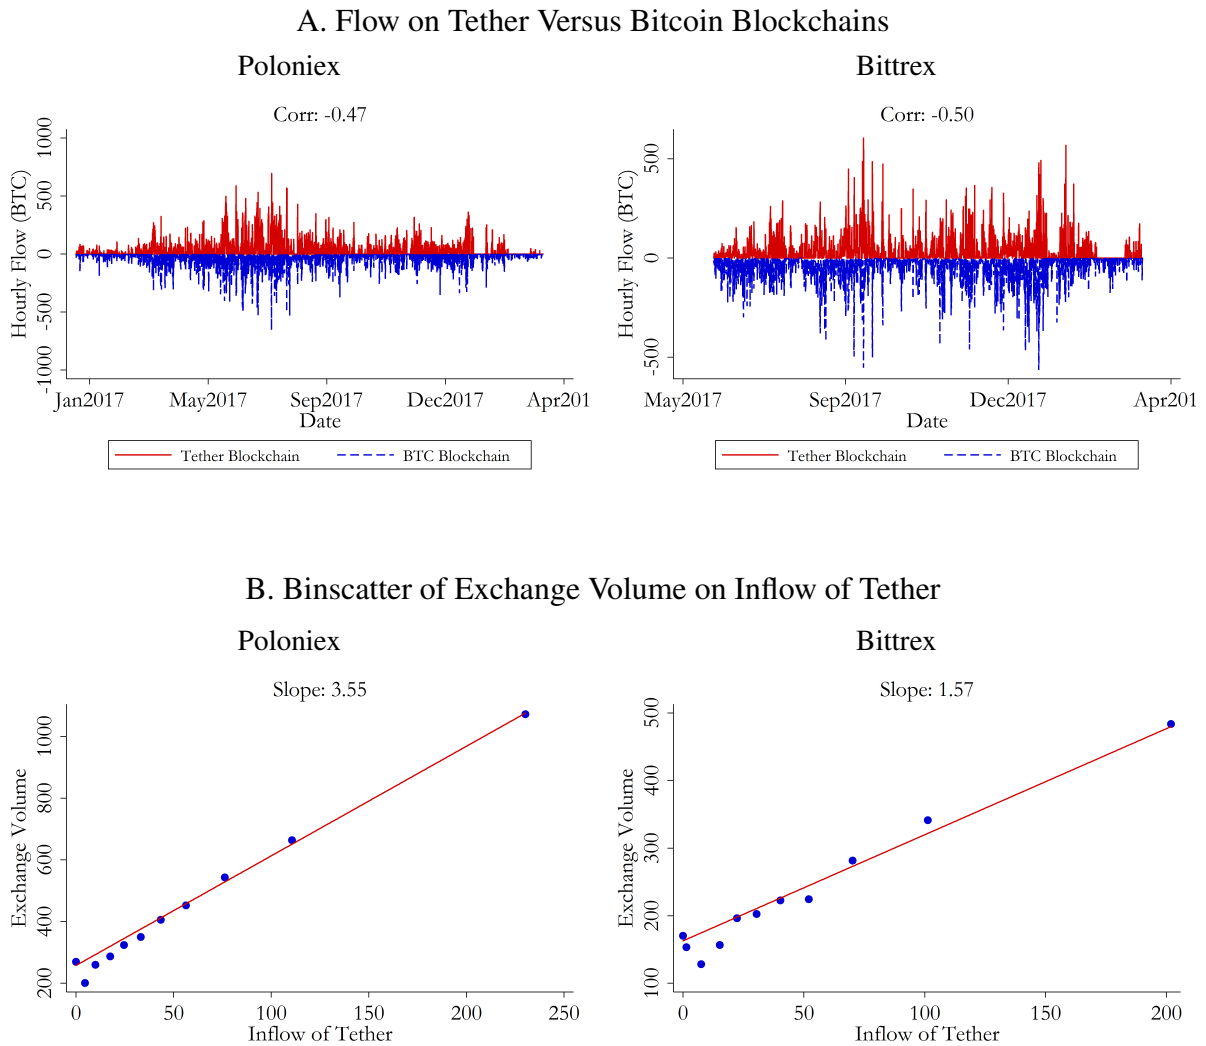 A. Flow on Tether Versus Bitcoin Blockchains
Poloniex
Corr: -0.47
Hourly Flow (BTC)
1000
500
0
-500
-1000
Jan2017 May2017 Sep2017 Dec2017 Apr201
Date
Tether Blockchain BTC Blockchain
Bittrex
Corr: -0.50
Hourly Flow (BTC)
500
0
-500
May2017 Sep2017 Dec2017 Apr201
Date
Tether Blockchain BTC Blockchain
B. Binscatter of Exchange Volume on Inflow of Tether
Poloniex
Slope: 3.55
Exchange Volume
1000
800
600
400
200
0 50 100 150 200 250
Inflow of Tether
Bittrex
Slope: 1.57
Exchange Volume
500
400
300
200
100
0 50 100 150 200
Inflow of Tether